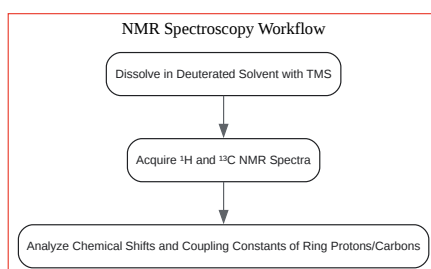 NMR Spectroscopy Workflow
Dissolve in Deuterated Solvent with TMS
Acquire ¹H and ¹³C NMR Spectra
Analyze Chemical Shifts and Coupling Constants of Ring Protons/Carbons